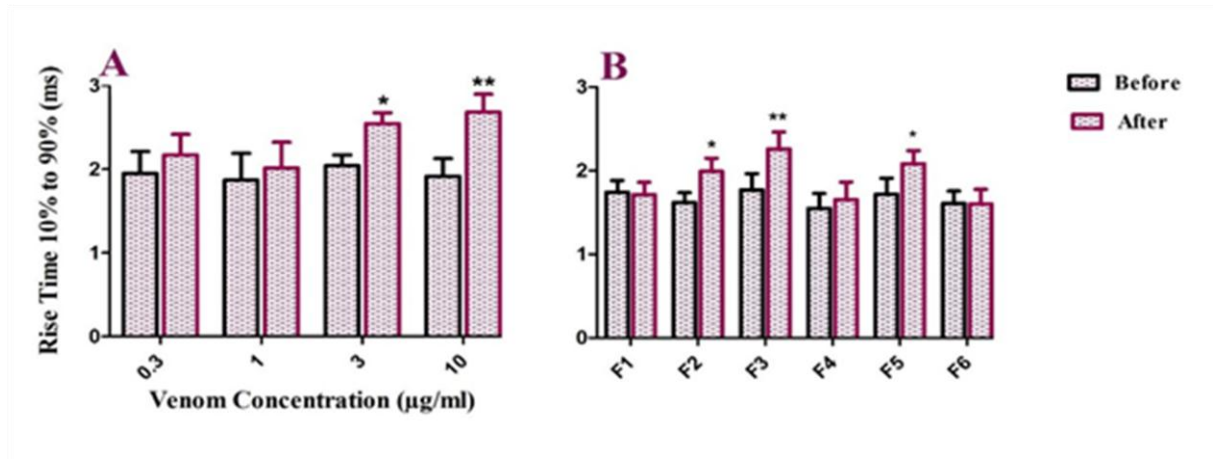 A
Rise Time 10% to 90% (ms)
3
2
1
0
*
**
0.3
1
3
10
Venom Concentration (µg/ml)
B
3
2
1
0
*
**
*
F1
F2
F3
F4
F5
F6
Before
After